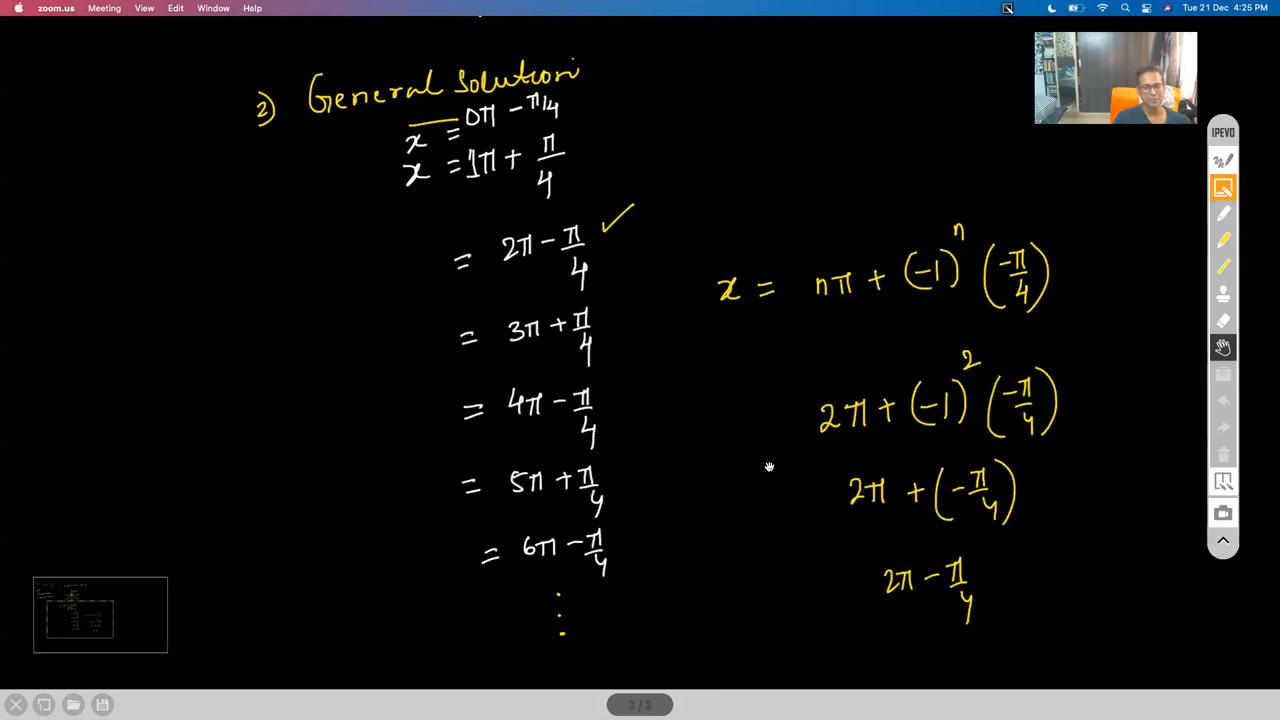 zoom.us Meeting View Edit Window Help Tue 21 Dec 4:25 PM
2) General Solution
x = 0π - π/4
x = 1π + π/4
= 2π - π/4 ✓
= 3π + π/4
= 4π - π/4
= 5π + π/4
= 6π - π/4
⋮
x = nπ + (-1)^n (-π/4)
2π + (-1)^2 (-π/4)
2π + (-π/4)
2π - π/4
IPEVO
3 / 3